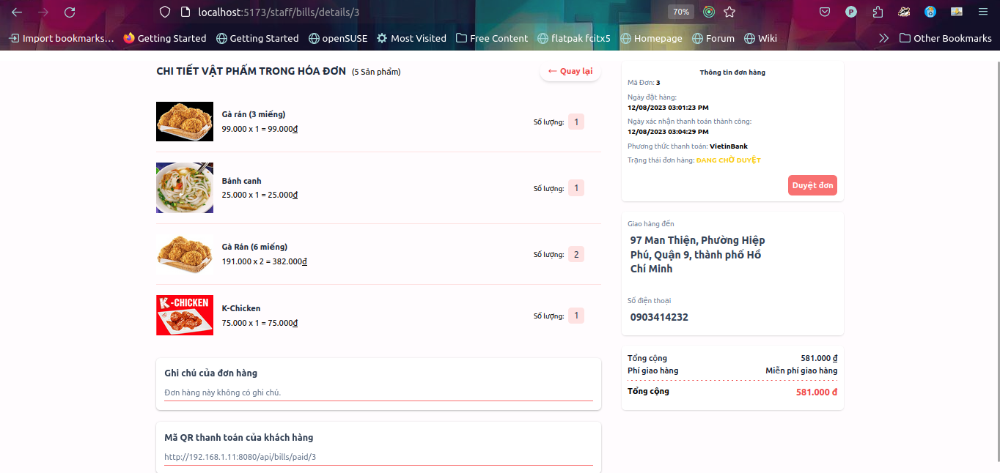 localhost:5173/staff/bills/details/3
70%
Import bookmarks...
Getting Started
Getting Started
openSUSE
Most Visited
Free Content
flatpak fcitx5
Homepage
Forum
Wiki
Other Bookmarks
CHI TIẾT VẬT PHẨM TRONG HÓA ĐƠN (5 Sản phẩm)
← Quay lại
Gà rán (3 miếng)
99.000 x 1 = 99.000₫
Số lượng: 1
Bánh canh
25.000 x 1 = 25.000₫
Số lượng: 1
Gà Rán (6 miếng)
191.000 x 2 = 382.000₫
Số lượng: 2
K-CHICKEN
K-Chicken
75.000 x 1 = 75.000₫
Số lượng: 1
Ghi chú của đơn hàng
Đơn hàng này không có ghi chú.
Mã QR thanh toán của khách hàng
http://192.168.1.11:8080/api/bills/paid/3
Thông tin đơn hàng
Mã Đơn: 3
Ngày đặt hàng:
12/08/2023 03:01:23 PM
Ngày xác nhận thanh toán thành công:
12/08/2023 03:04:29 PM
Phương thức thanh toán: VietinBank
Trạng thái đơn hàng: ĐANG CHỜ DUYỆT
Duyệt đơn
Giao hàng đến
97 Man Thiện, Phường Hiệp
Phú, Quận 9, thành phố Hồ
Chí Minh
Số điện thoại
0903414232
Tổng cộng 581.000 ₫
Phí giao hàng Miễn phí giao hàng
Tổng cộng 581.000 đ